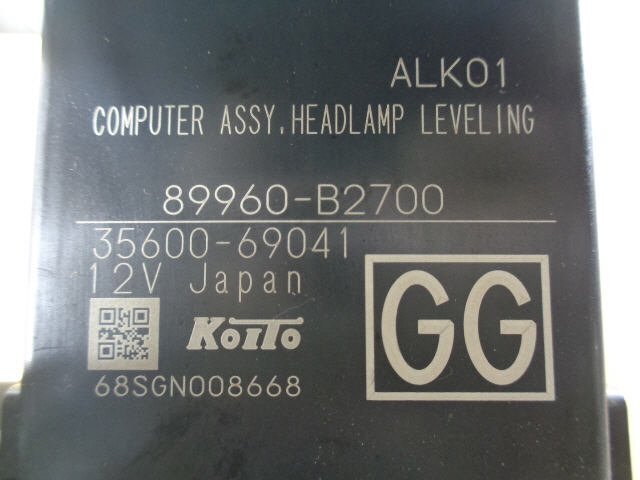 ALK01
COMPUTER ASSY,HEADLAMP LEVELING
89960-B2700
35600-69041
12V Japan
KOITO
68SGN008668
GG